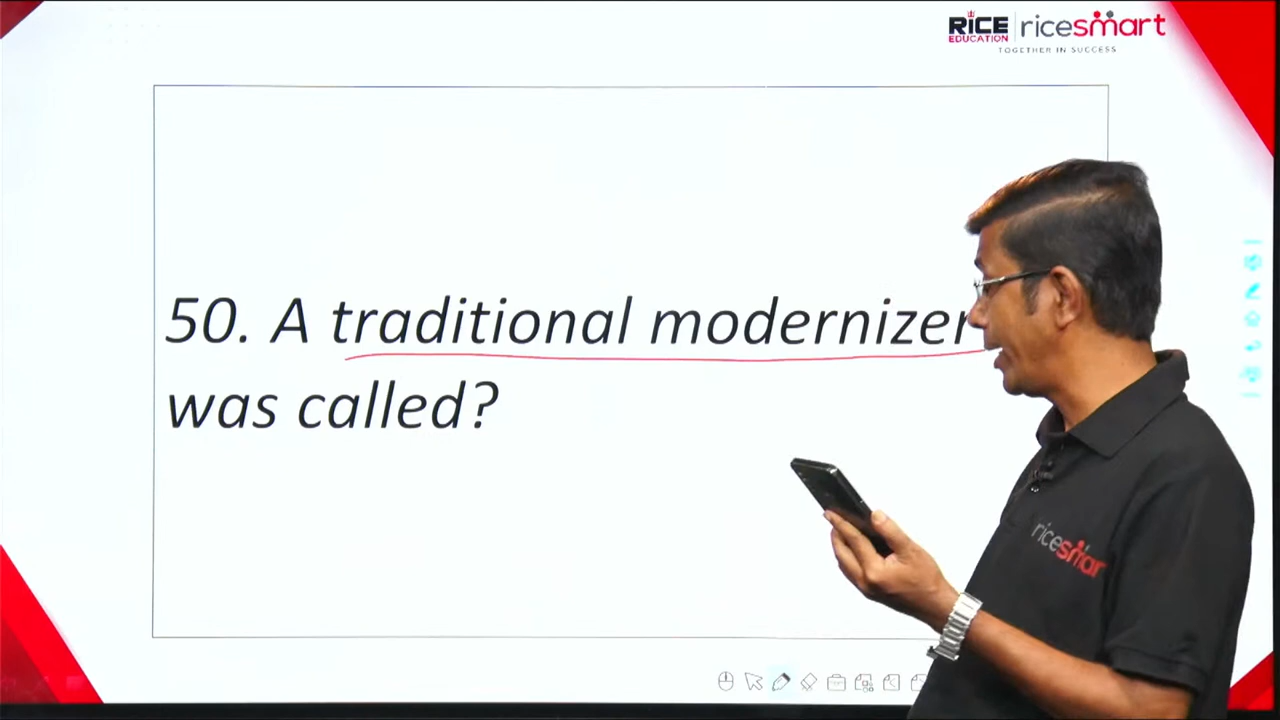 RICE
EDUCATION
ricesmart
TOGETHER IN SUCCESS
50. A traditional modernizer
was called?
ricesmart